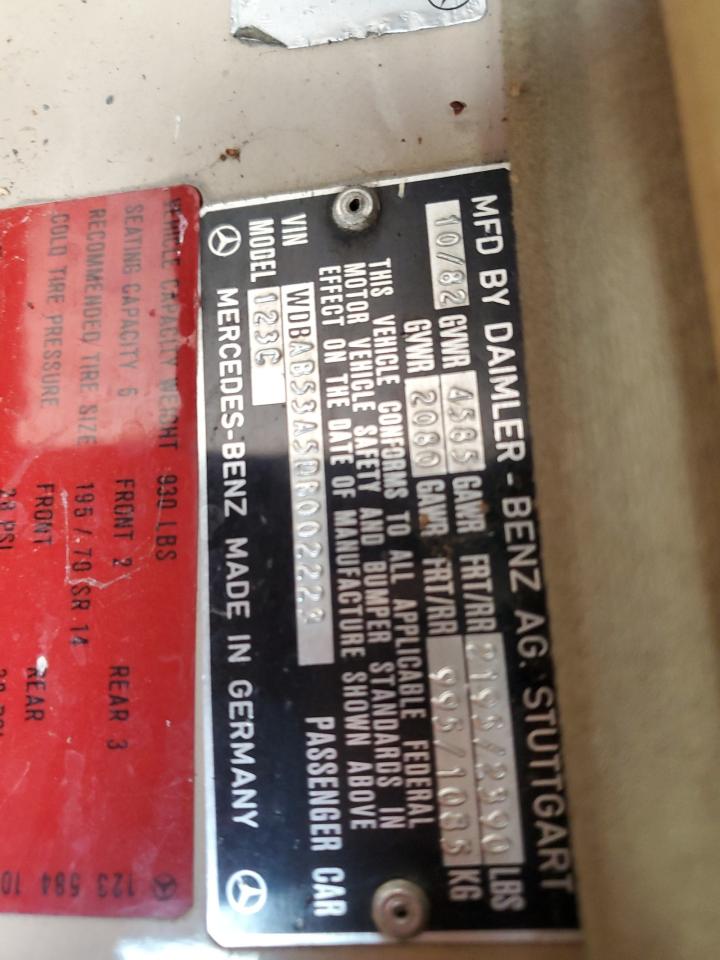 MFD BY DAIMLER - BENZ AG. STUTTGART
10/82 GVWR 4585 GAWR FRT/RR 2195/2390 LBS
GVWR 2080 GAWR FRT/RR 995/1085 KG
THIS VEHICLE CONFORMS TO ALL APPLICABLE FEDERAL
MOTOR VEHICLE SAFETY AND BUMPER STANDARDS IN
EFFECT ON THE DATE OF MANUFACTURE SHOWN ABOVE
VIN WDBAB53A5DB002223 PASSENGER CAR
MODEL 123C
MERCEDES-BENZ MADE IN GERMANY
VEHICLE CAPACITY WEIGHT 930 LBS
SEATING CAPACITY 5 FRONT 2 REAR 3
RECOMMENDED TIRE SIZE 195 / 70 SR 14
COLD TIRE PRESSURE FRONT REAR
123 584 10